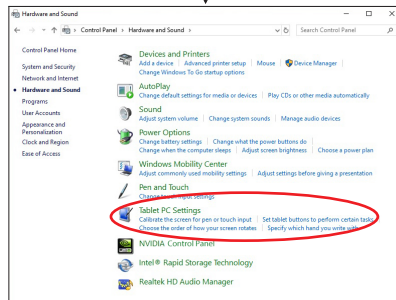 Hardware and Sound
Control Panel › Hardware and Sound ›
Search Control Panel
Control Panel Home
System and Security
Network and Internet
Hardware and Sound
Programs
User Accounts
Appearance and
Personalization
Clock and Region
Ease of Access
Devices and Printers
Add a device | Advanced printer setup | Mouse | Device Manager |
Change Windows To Go startup options
AutoPlay
Change default settings for media or devices | Play CDs or other media automatically
Sound
Adjust system volume | Change system sounds | Manage audio devices
Power Options
Change battery settings | Change what the power buttons do |
Change when the computer sleeps | Adjust screen brightness | Choose a power plan
Windows Mobility Center
Adjust commonly used mobility settings | Adjust settings before giving a presentation
Pen and Touch
Change touch input settings
Tablet PC Settings
Calibrate the screen for pen or touch input | Set tablet buttons to perform certain tasks
Choose the order of how your screen rotates | Specify which hand you write with
NVIDIA Control Panel
Intel® Rapid Storage Technology
Realtek HD Audio Manager